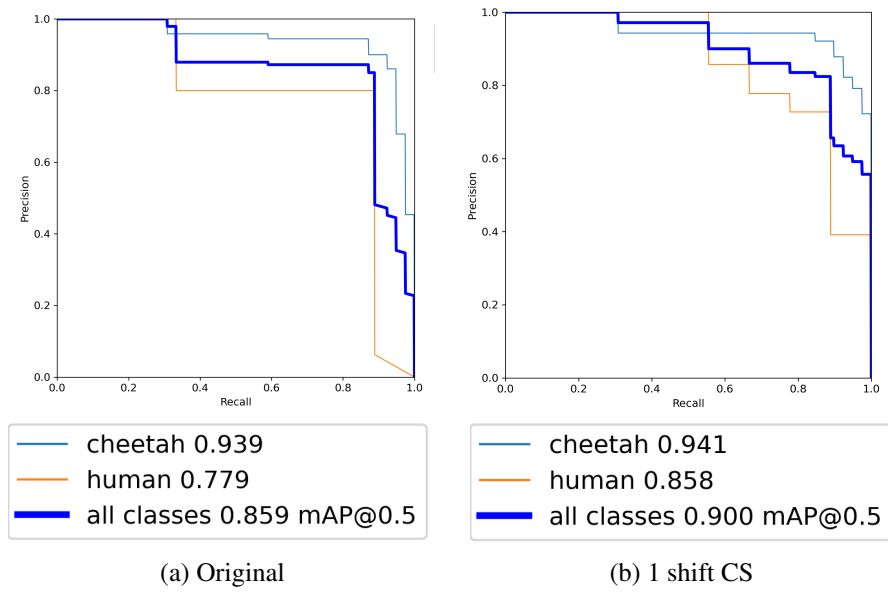 1.0
0.8
0.6
0.4
0.2
0.0
Precision
0.0 0.2 0.4 0.6 0.8 1.0
Recall
cheetah 0.939
human 0.779
all classes 0.859 mAP@0.5
(a) Original
1.0
0.8
0.6
0.4
0.2
0.0
Precision
0.0 0.2 0.4 0.6 0.8 1.0
Recall
cheetah 0.941
human 0.858
all classes 0.900 mAP@0.5
(b) 1 shift CS